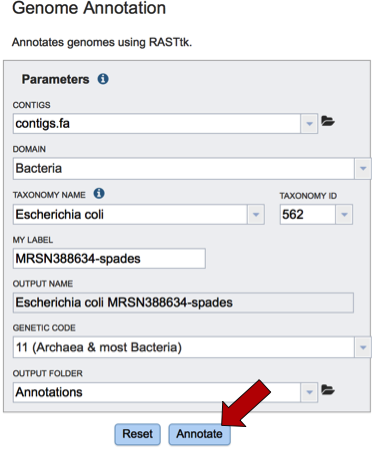 Genome Annotation
Annotates genomes using RASTtk.
Parameters
CONTIGS
contigs.fa
DOMAIN
Bacteria
TAXONOMY NAME TAXONOMY ID
Escherichia coli 562
MY LABEL
MRSN388634-spades
OUTPUT NAME
Escherichia coli MRSN388634-spades
GENETIC CODE
11 (Archaea & most Bacteria)
OUTPUT FOLDER
Annotations
Reset Annotate